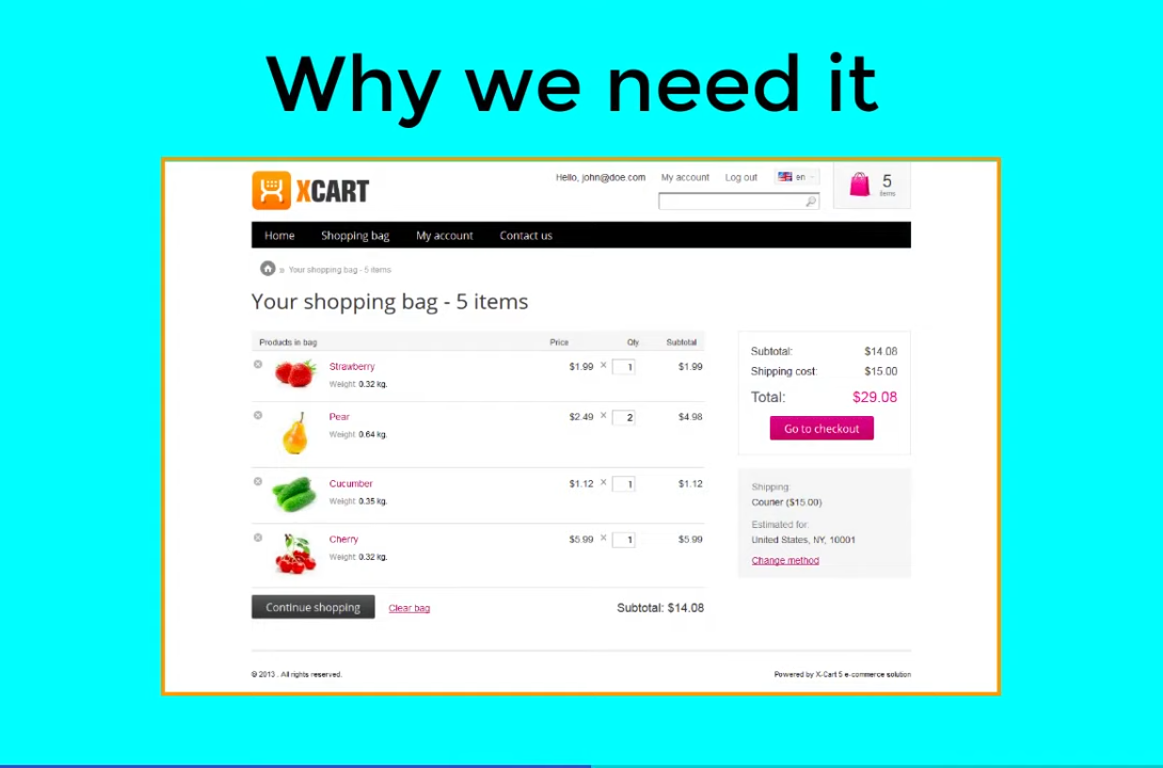 Why we need it
XCART
Hello, john@doe.com My account Log out en
5
items
Home Shopping bag My account Contact us
» Your shopping bag - 5 items
Your shopping bag - 5 items
Products in bag Price Qty Subtotal
Strawberry $1.99 × 1 $1.99
Weight: 0.32 kg.
Pear $2.49 × 2 $4.98
Weight: 0.64 kg.
Cucumber $1.12 × 1 $1.12
Weight: 0.35 kg.
Cherry $5.99 × 1 $5.99
Weight: 0.32 kg.
Continue shopping Clear bag Subtotal: $14.08
Subtotal: $14.08
Shipping cost: $15.00
Total: $29.08
Go to checkout
Shipping:
Courier ($15.00)
Estimated for:
United States, NY, 10001
Change method
© 2013 . All rights reserved. Powered by X-Cart 5 e-commerce solution